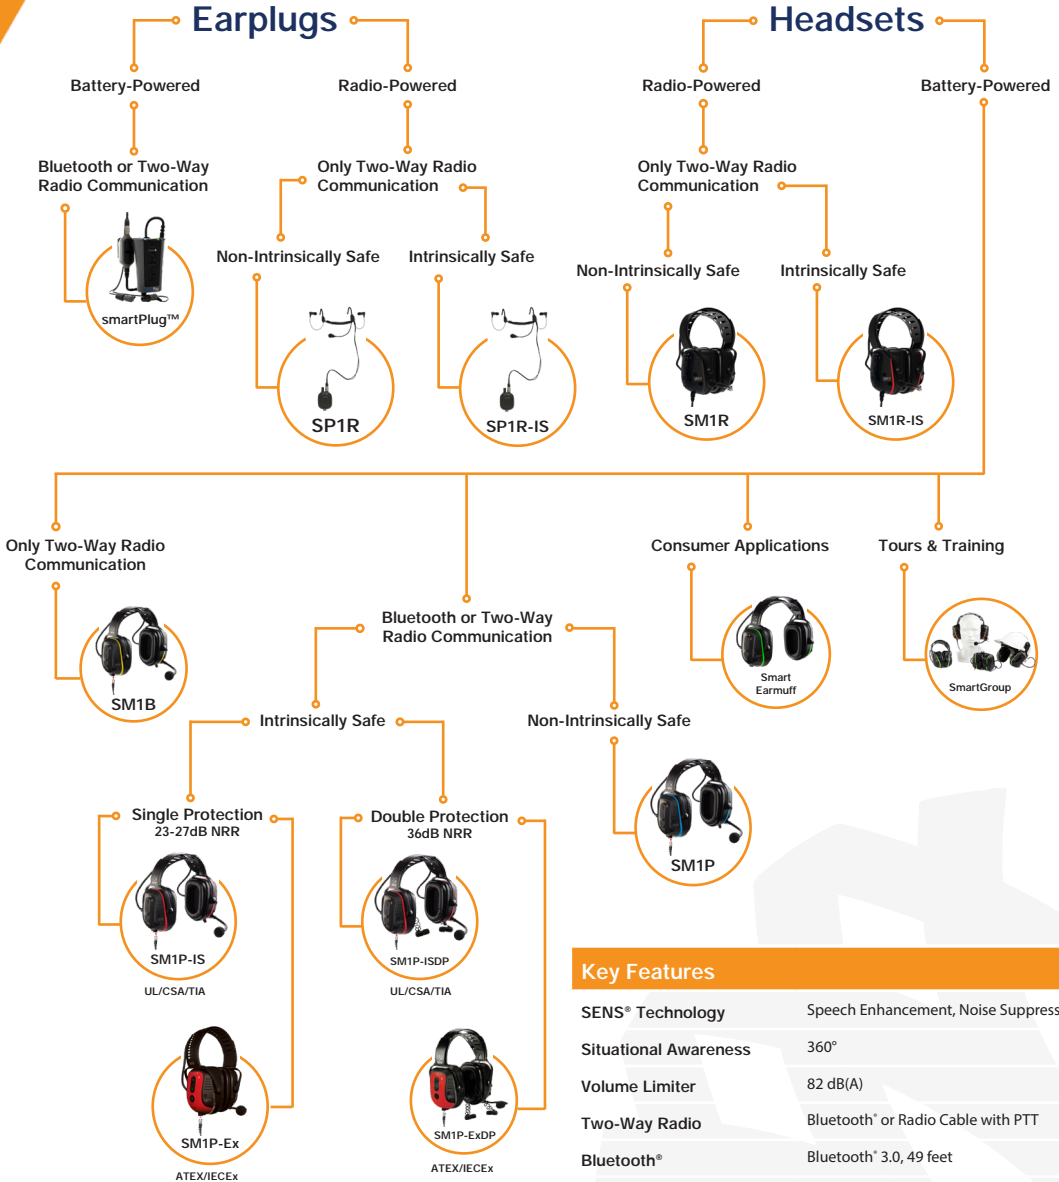 Earplugs
Headsets
Battery-Powered
Radio-Powered
Radio-Powered
Battery-Powered
Bluetooth or Two-Way
Radio Communication
Only Two-Way Radio
Communication
Only Two-Way Radio
Communication
smartPlug™
Non-Intrinsically Safe
Intrinsically Safe
Non-Intrinsically Safe
Intrinsically Safe
SP1R
SP1R-IS
SM1R
SM1R-IS
Only Two-Way Radio
Communication
Consumer Applications
Tours & Training
Bluetooth or Two-Way
Radio Communication
SM1B
Smart
Earmuff
SmartGroup
Intrinsically Safe
Non-Intrinsically Safe
Single Protection
23-27dB NRR
Double Protection
36dB NRR
SM1P
SM1P-IS
UL/CSA/TIA
SM1P-ISDP
UL/CSA/TIA
SM1P-Ex
ATEX/IECEx
SM1P-ExDP
ATEX/IECEx
Key Features
SENS® Technology Speech Enhancement, Noise Suppress
Situational Awareness 360°
Volume Limiter 82 dB(A)
Two-Way Radio Bluetooth® or Radio Cable with PTT
Bluetooth® Bluetooth® 3.0, 49 feet